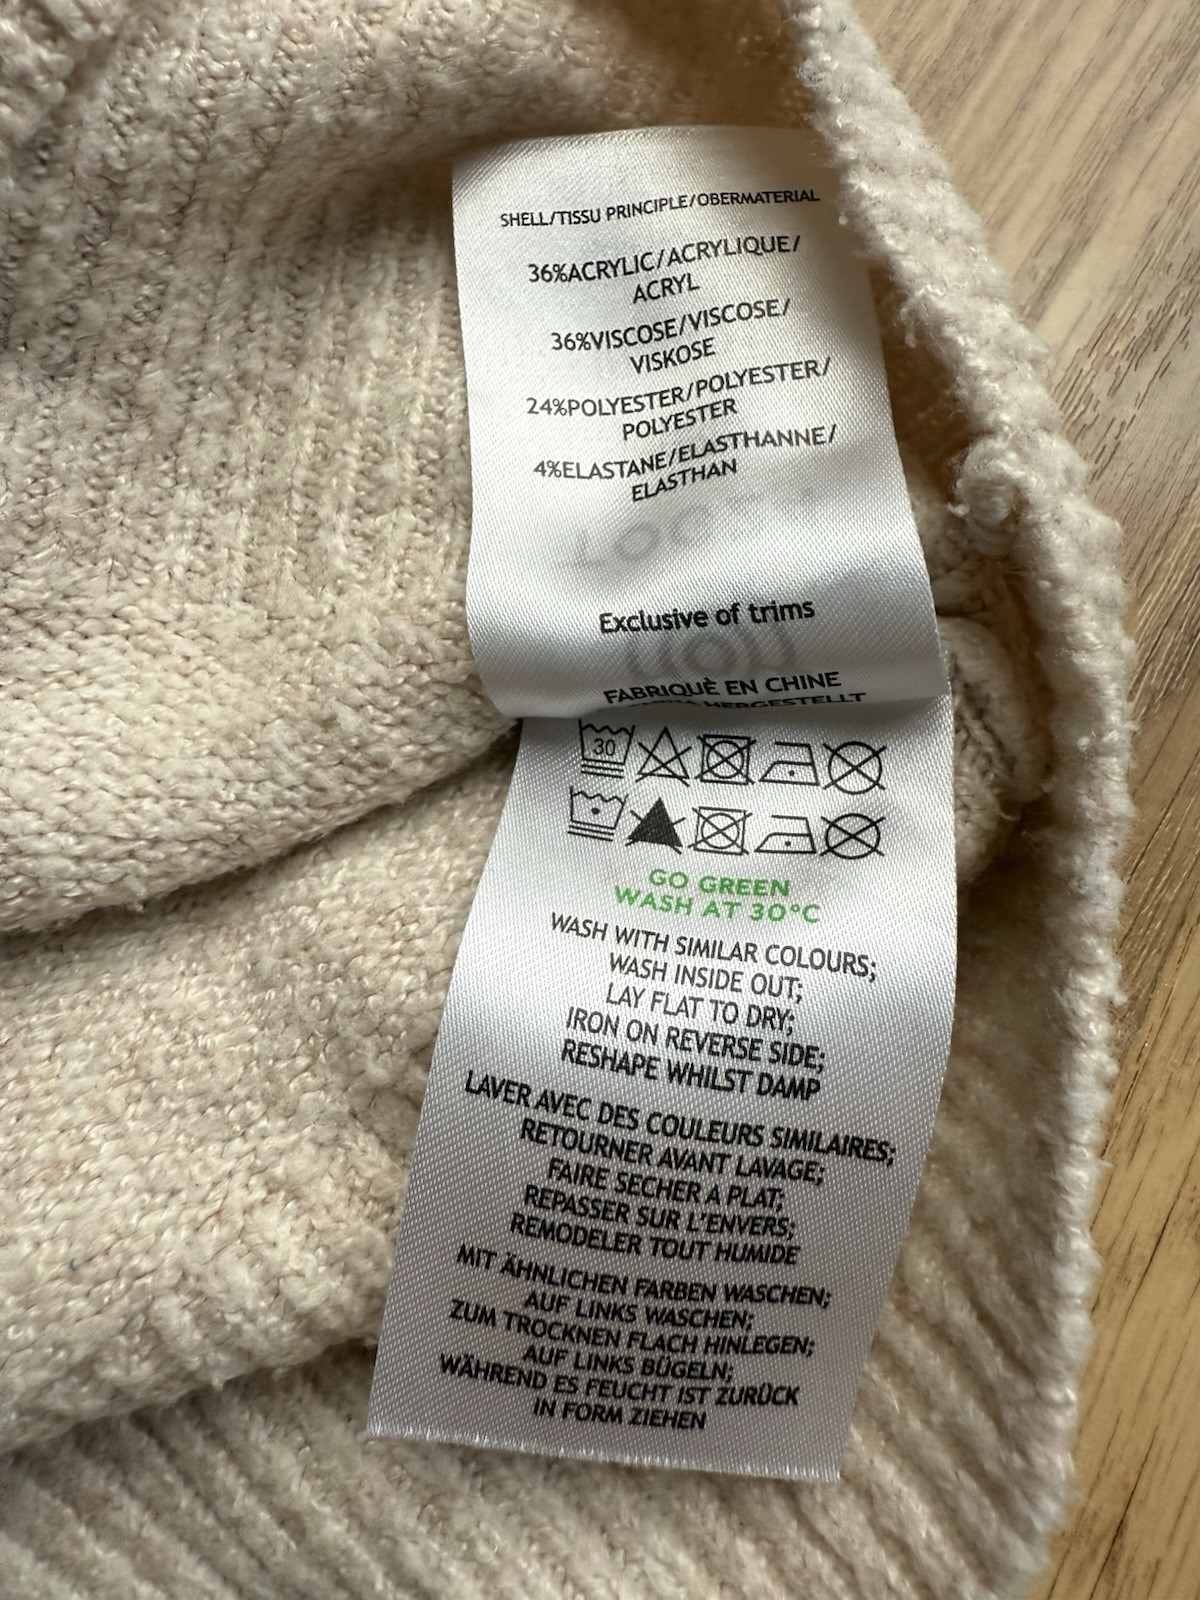 SHELL/TISSU PRINCIPLE/OBERMATERIAL
36%ACRYLIC/ACRYLIQUE/
ACRYL
36%VISCOSE/VISCOSE/
VISKOSE
24%POLYESTER/POLYESTER/
POLYESTER
4%ELASTANE/ELASTHANNE/
ELASTHAN
Exclusive of trims
FABRIQUÈ EN CHINE
HERGESTELLT
30
GO GREEN
WASH AT 30°C
WASH WITH SIMILAR COLOURS;
WASH INSIDE OUT;
LAY FLAT TO DRY;
IRON ON REVERSE SIDE;
RESHAPE WHILST DAMP
LAVER AVEC DES COULEURS SIMILAIRES;
RETOURNER AVANT LAVAGE;
FAIRE SECHER A PLAT;
REPASSER SUR L'ENVERS;
REMODELER TOUT HUMIDE
MIT ÄHNLICHEN FARBEN WASCHEN;
AUF LINKS WASCHEN;
ZUM TROCKNEN FLACH HINLEGEN;
AUF LINKS BÜGELN;
WÄHREND ES FEUCHT IST ZURÜCK
IN FORM ZIEHEN